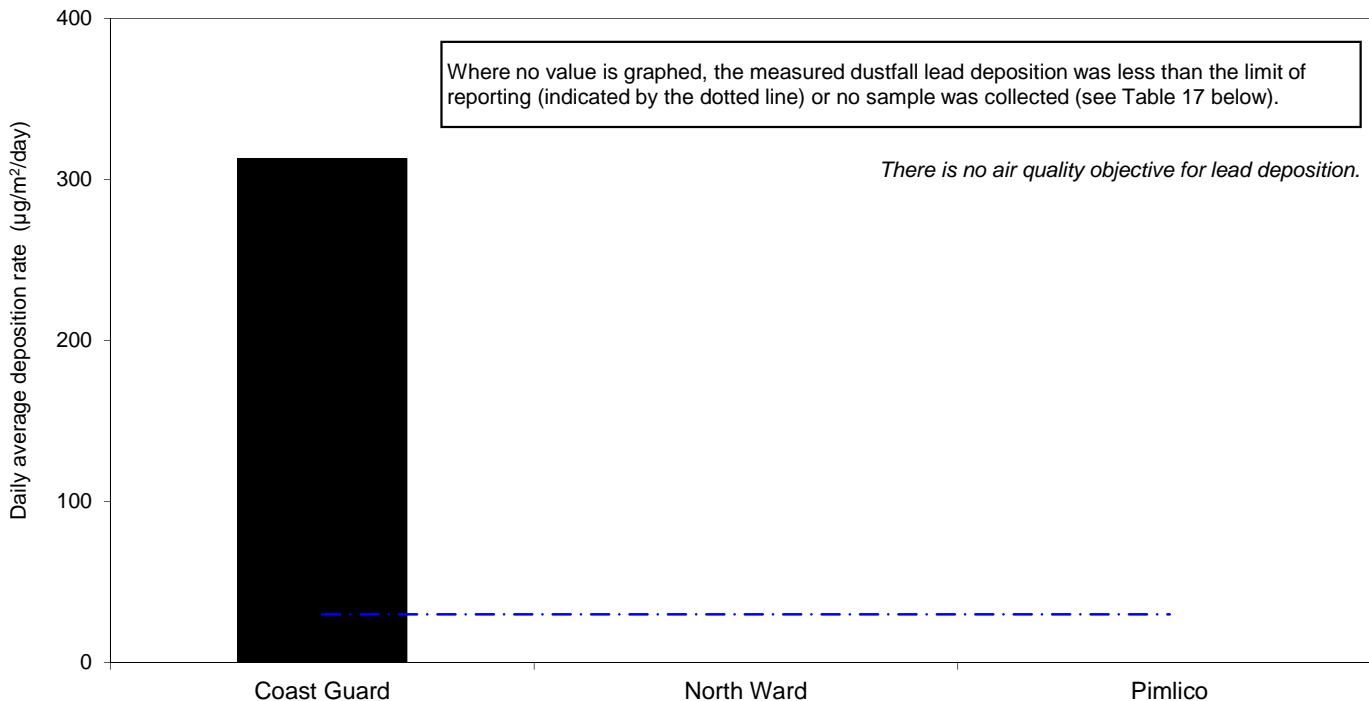 400
300
200
100
0
Daily average deposition rate (µg/m²/day)
Where no value is graphed, the measured dustfall lead deposition was less than the limit of
reporting (indicated by the dotted line) or no sample was collected (see Table 17 below).
There is no air quality objective for lead deposition.
Coast Guard
North Ward
Pimlico